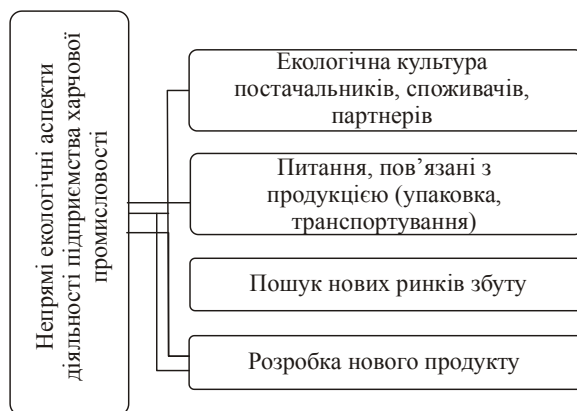 Непрямі екологічні аспекти
діяльності підприємства харчової
промисловості
Екологічна культура
постачальників, споживачів,
партнерів
Питання, пов’язані з
продукцією (упаковка,
транспортування)
Пошук нових ринків збуту
Розробка нового продукту